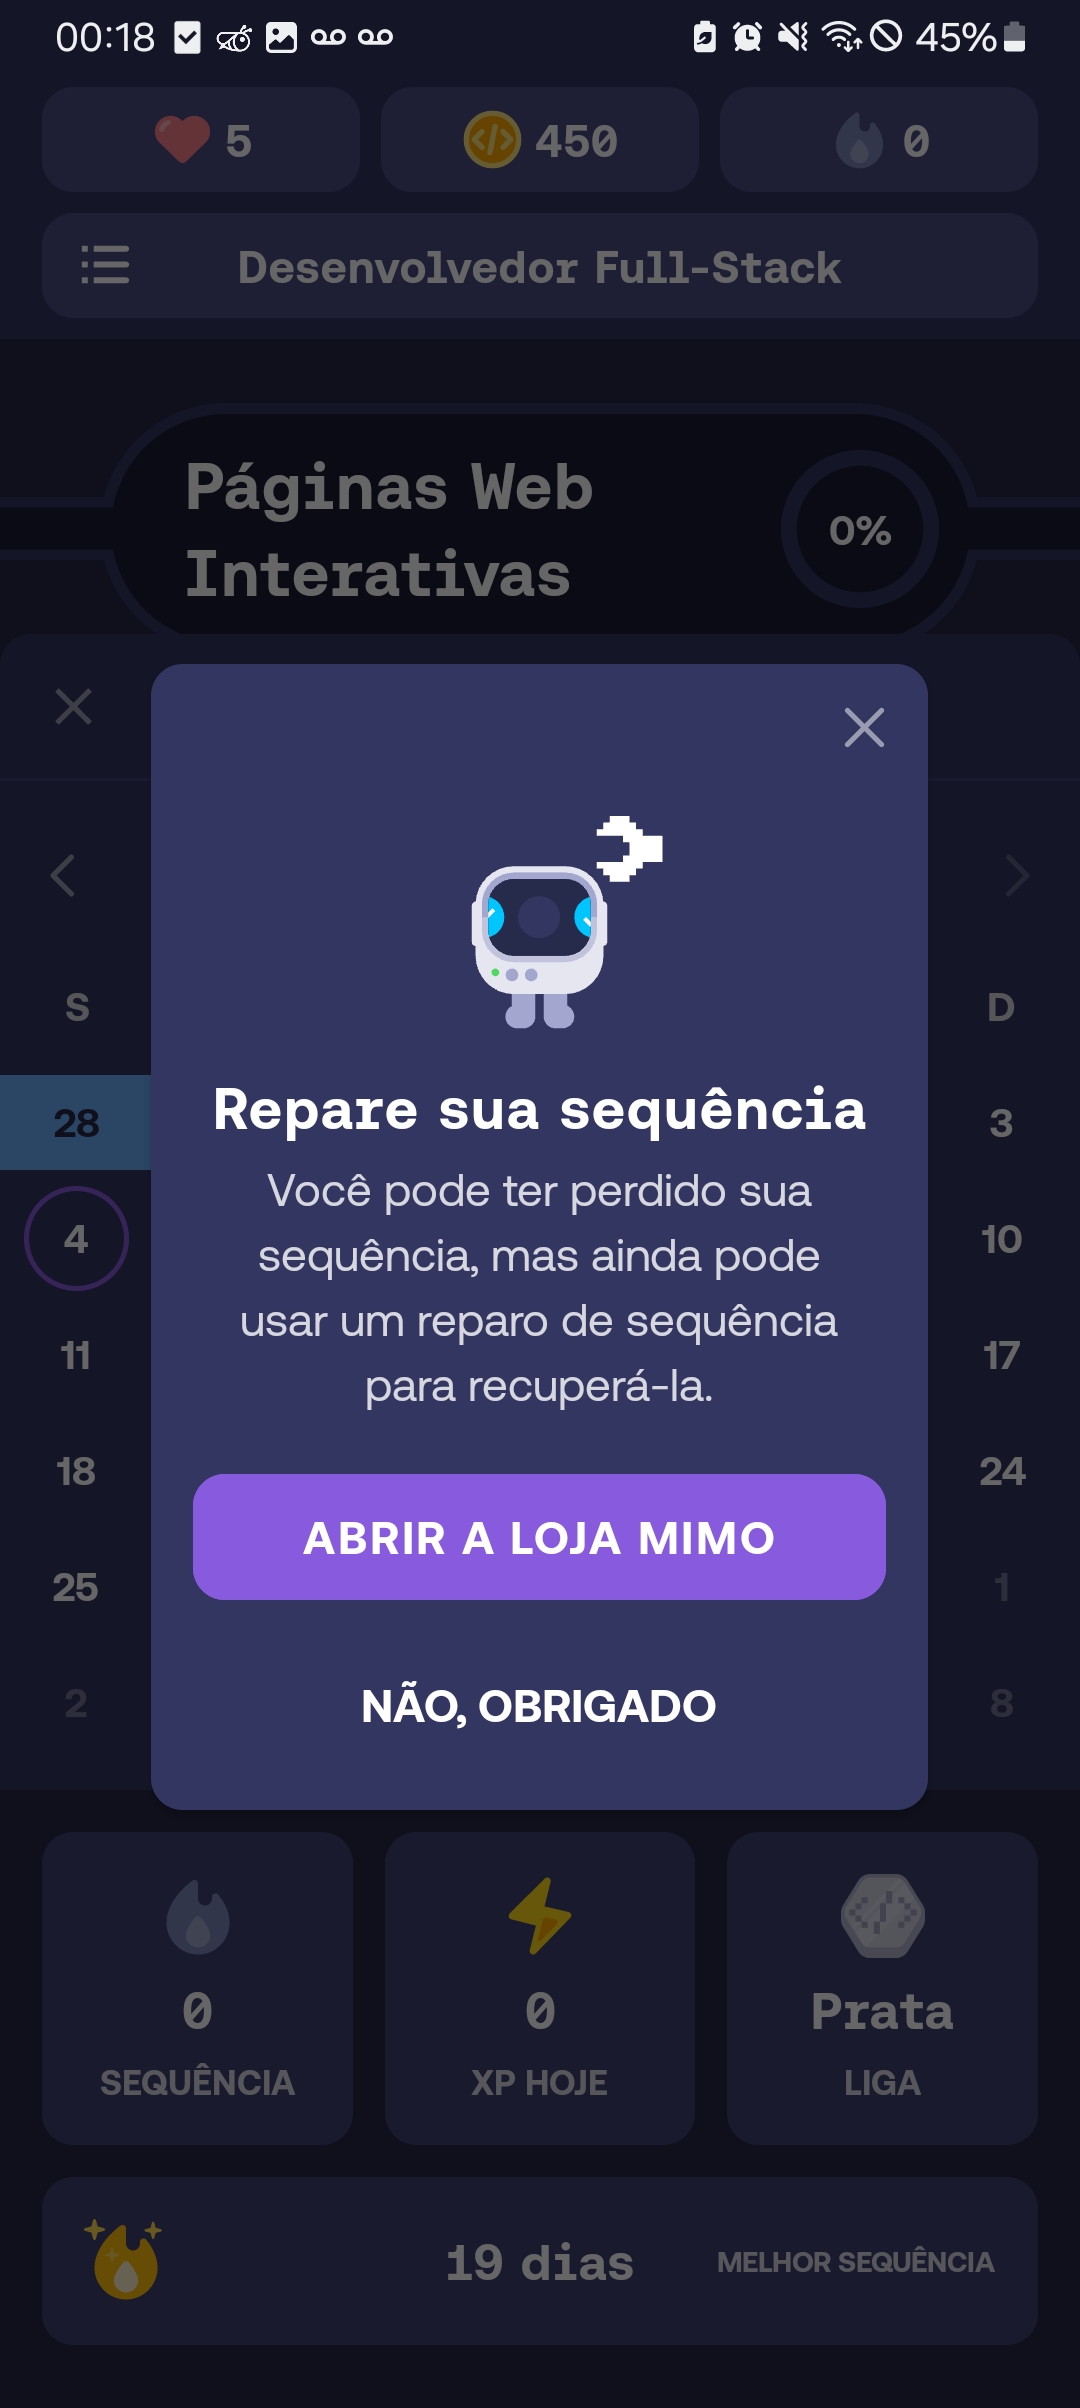 00:18 45%
5 450 0
Desenvolvedor Full-Stack
Páginas Web
Interativas
0%
S D
28 3
4 10
11 17
18 24
25 1
2 8
Repare sua sequência
Você pode ter perdido sua
sequência, mas ainda pode
usar um reparo de sequência
para recuperá-la.
ABRIR A LOJA MIMO
NÃO, OBRIGADO
0 0 Prata
SEQUÊNCIA XP HOJE LIGA
19 dias MELHOR SEQUÊNCIA